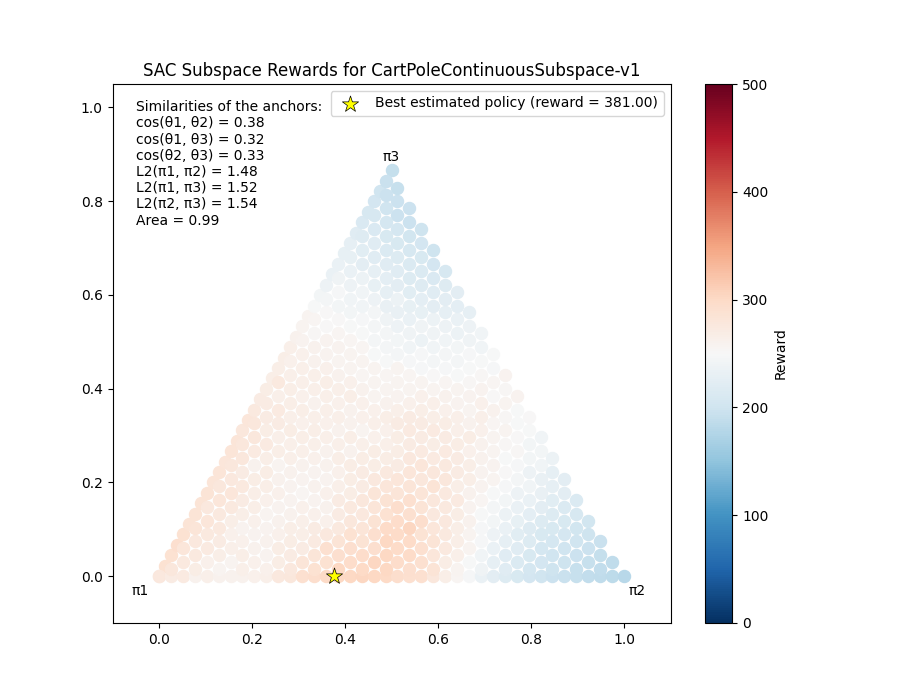 SAC Subspace Rewards for CartPoleContinuousSubspace-v1
Similarities of the anchors:
cos(θ1, θ2) = 0.38
cos(θ1, θ3) = 0.32
cos(θ2, θ3) = 0.33
L2(π1, π2) = 1.48
L2(π1, π3) = 1.52
L2(π2, π3) = 1.54
Area = 0.99
Best estimated policy (reward = 381.00)
π3
π1
π2
1.0
0.8
0.6
0.4
0.2
0.0
0.0 0.2 0.4 0.6 0.8 1.0
500
400
300
200
100
0
Reward